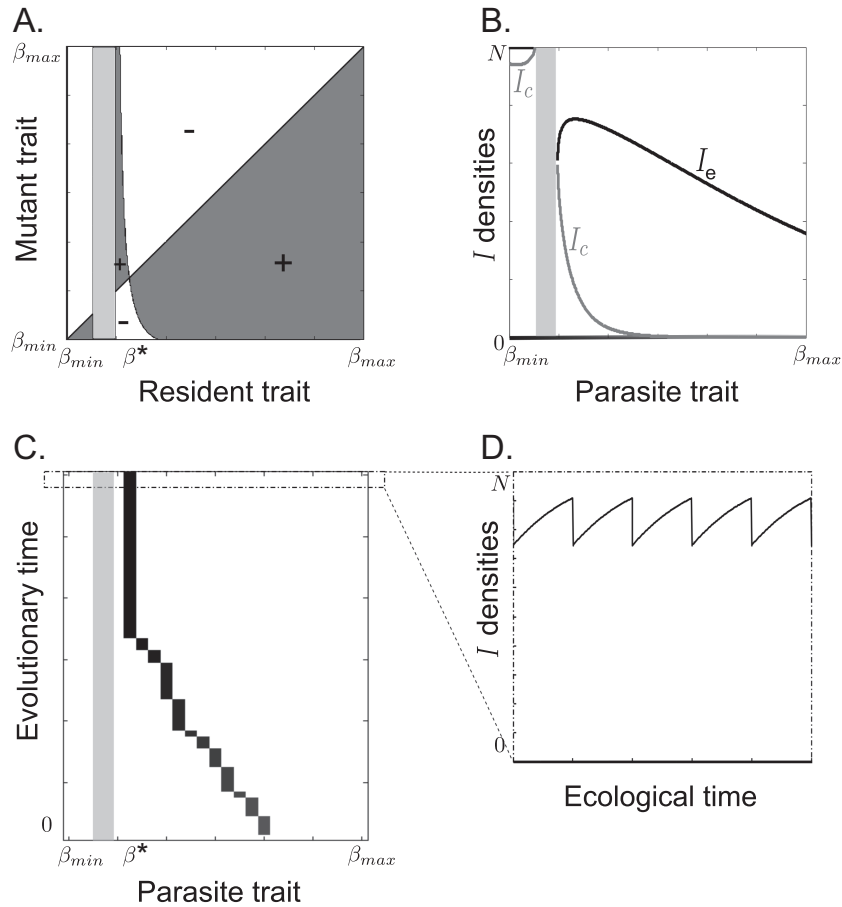 A.
β_max
Mutant trait
-
+
+
-
β_min
β_min
β*
β_max
Resident trait
B.
N
I_c
I_e
I densities
I_c
0
β_min
β_max
Parasite trait
C.
Evolutionary time
0
β_min
β*
β_max
Parasite trait
D.
N
I densities
0
Ecological time